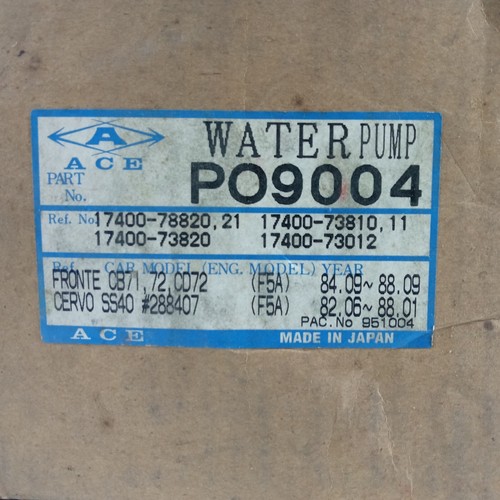 A
ACE
WATER PUMP
PART No. PO9004
Ref. No. 17400-78820,21 17400-73810,11
17400-73820 17400-73012
Ref. CAR MODEL (ENG. MODEL) YEAR
FRONTE CB71,72,CD72 (F5A) 84.09~88.09
CERVO SS40 #288407 (F5A) 82.06~88.01
PAC.No 951004
ACE MADE IN JAPAN